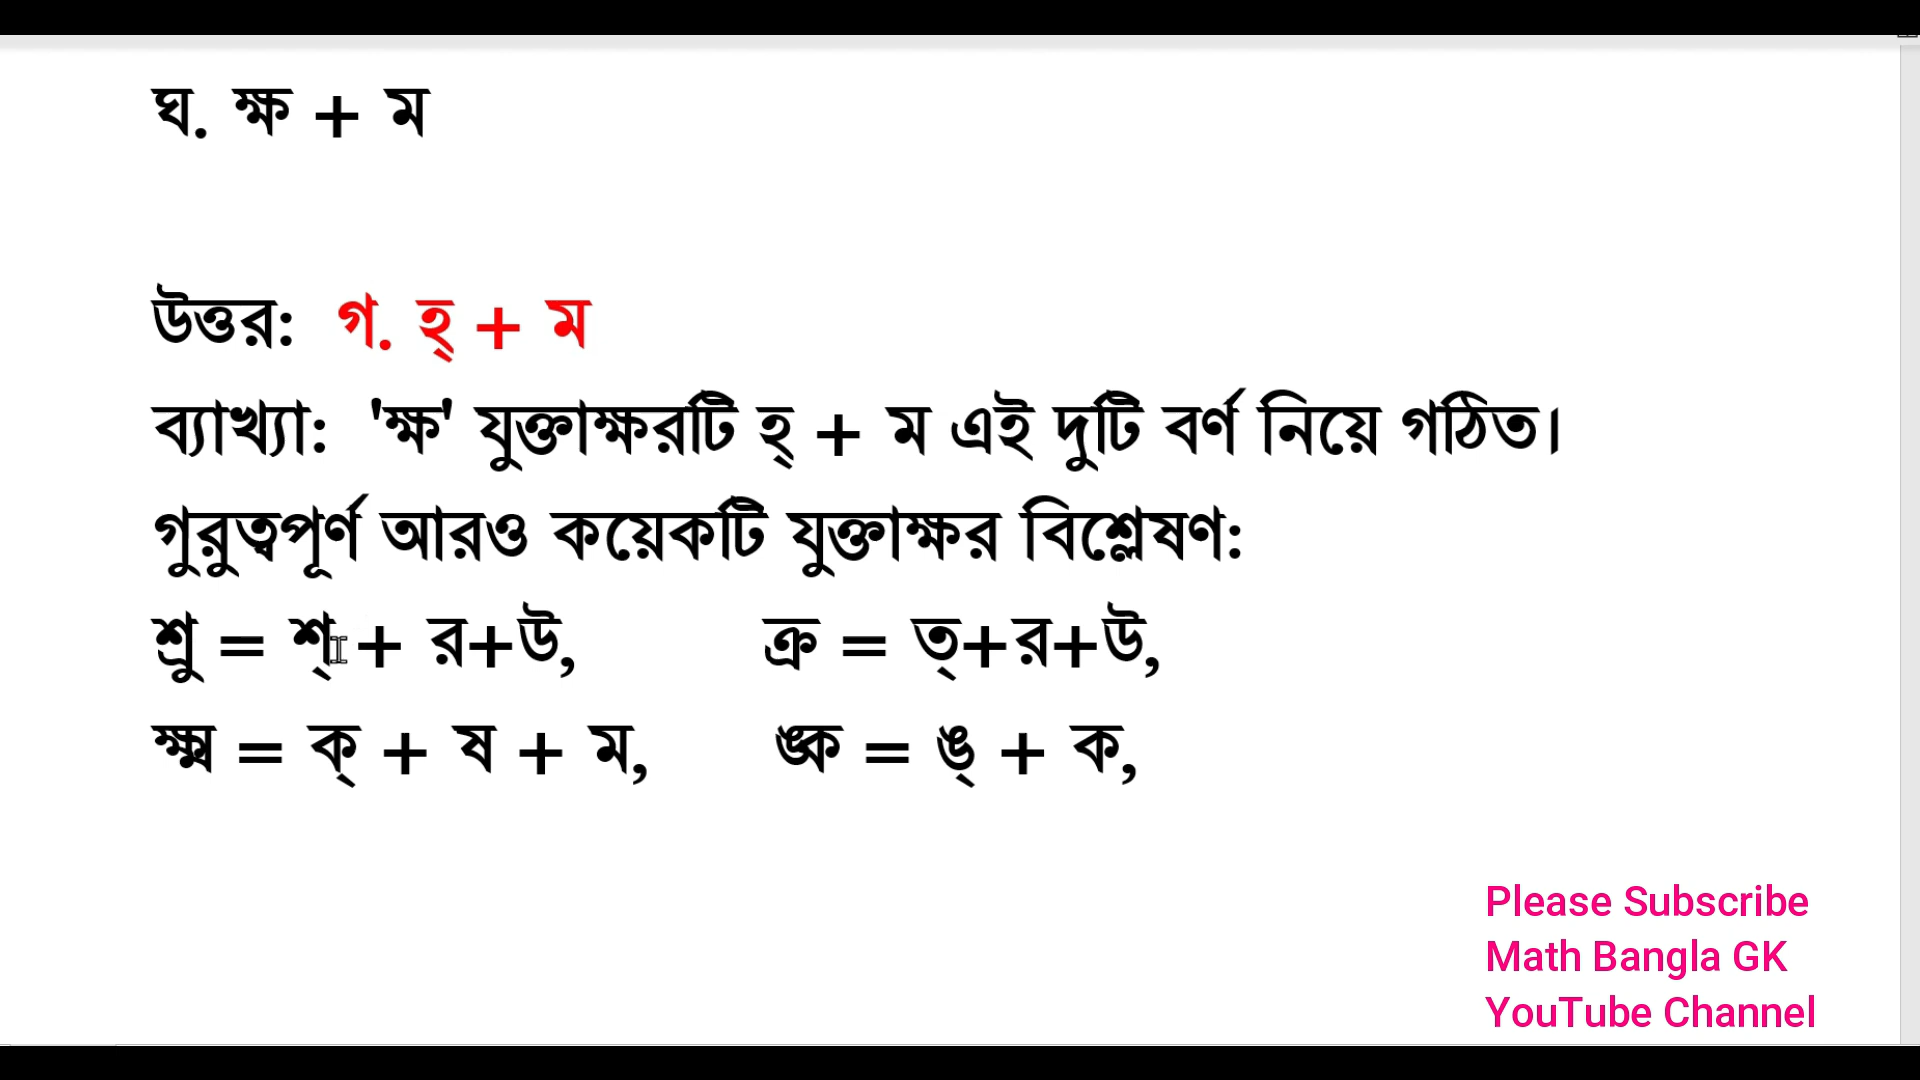 ঘ. ক্ষ + ম
উত্তর: গ. হ্ + ম
ব্যাখ্যা: 'ক্ষ' যুক্তাক্ষরটি হ্ + ম এই দুটি বর্ণ নিয়ে গঠিত।
গুরুত্বপূর্ণ আরও কয়েকটি যুক্তাক্ষর বিশ্লেষণ:
শ্রু = শ্ + র+উ, ত্রু = ত্+র+উ,
ক্ষ্ম = ক্ + ষ + ম, ঙ্ক = ঙ্ + ক,
Please Subscribe
Math Bangla GK
YouTube Channel